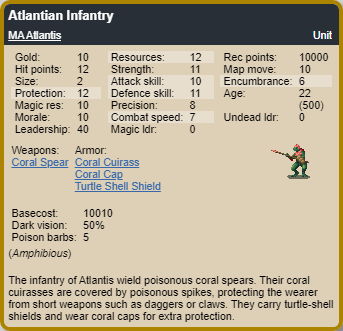 Atlantian Infantry
MA Atlantis Unit
Gold: 10 Resources: 12 Rec points: 10000
Hit points: 12 Strength: 11 Map move: 10
Size: 2 Attack skill: 10 Encumbrance: 6
Protection: 12 Defence skill: 11 Age: 22
Magic res: 10 Precision: 8 (500)
Morale: 10 Combat speed: 7 Undead ldr: 0
Leadership: 40 Magic ldr: 0
Weapons: Armor:
Coral Spear Coral Cuirass
Coral Cap
Turtle Shell Shield
Basecost: 10010
Dark vision: 50%
Poison barbs: 5
(Amphibious)
The infantry of Atlantis wield poisonous coral spears. Their coral
cuirasses are covered by poisonous spikes, protecting the wearer
from short weapons such as daggers or claws. They carry turtle-shell
shields and wear coral caps for extra protection.